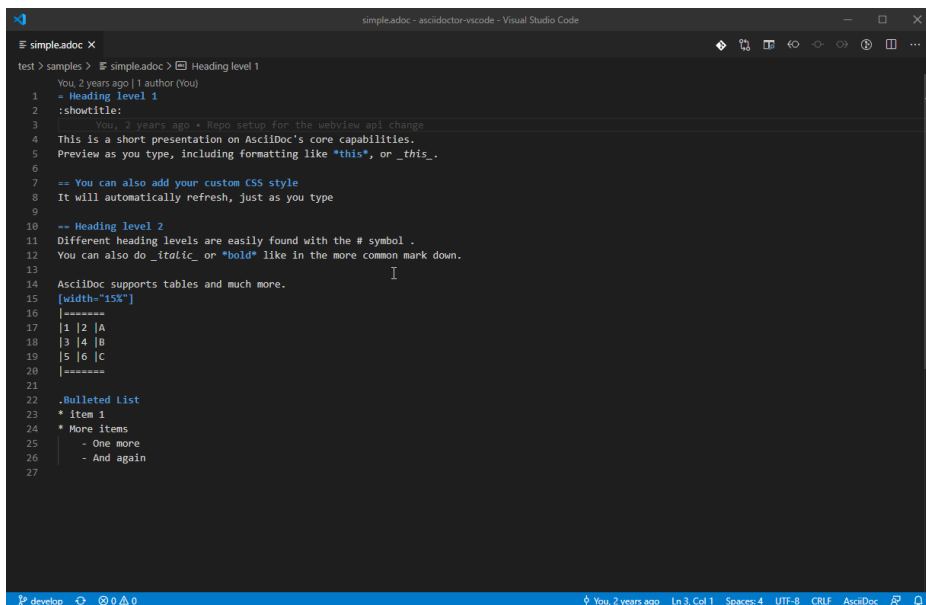 simple.adoc - asciidoctor-vscode - Visual Studio Code
simple.adoc
test > samples > simple.adoc > Heading level 1
You, 2 years ago | 1 author (You)
1 = Heading level 1
2 :showtitle:
3 You, 2 years ago • Repo setup for the webview api change
4 This is a short presentation on AsciiDoc's core capabilities.
5 Preview as you type, including formatting like *this*, or _this_.
6
7 == You can also add your custom CSS style
8 It will automatically refresh, just as you type
9
10 == Heading level 2
11 Different heading levels are easily found with the # symbol .
12 You can also do _italic_ or *bold* like in the more common mark down.
13
14 AsciiDoc supports tables and much more.
15 [width="15%"]
16 |=======
17 |1 |2 |A
18 |3 |4 |B
19 |5 |6 |C
20 |=======
21
22 .Bulleted List
23 * item 1
24 * More items
25 - One more
26 - And again
27
develop 0 0 You, 2 years ago Ln 3, Col 1 Spaces: 4 UTF-8 CRLF AsciiDoc